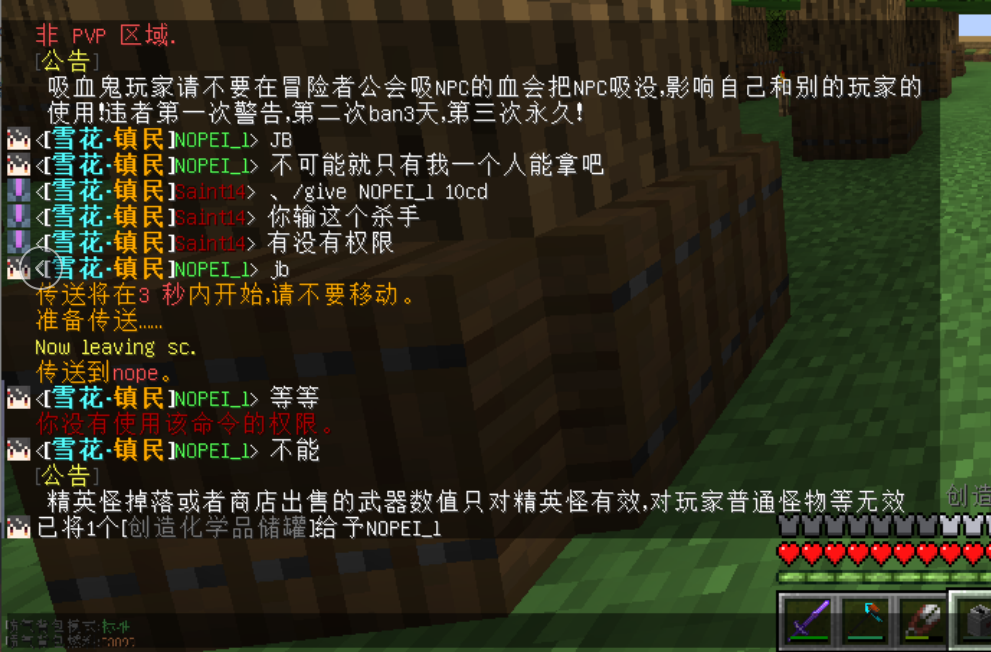 非 PVP 区域.
[公告]
吸血鬼玩家请不要在冒险者公会吸NPC的血会把NPC吸没,影响自己和别的玩家的
使用!违者第一次警告,第二次ban3天,第三次永久!
<[雪花·镇民]NOPEI_l> JB
<[雪花·镇民]NOPEI_l> 不可能就只有我一个人能拿吧
<[雪花·镇民]Saint14> 、/give NOPEI_l 10cd
<[雪花·镇民]Saint14> 你输这个杀手
<[雪花·镇民]Saint14> 有没有权限
<[雪花·镇民]NOPEI_l> jb
传送将在3 秒内开始,请不要移动。
准备传送……
Now leaving sc.
传送到nope。
<[雪花·镇民]NOPEI_l> 等等
你没有使用该命令的权限。
<[雪花·镇民]NOPEI_l> 不能
[公告]
精英怪掉落或者商店出售的武器数值只对精英怪有效,对玩家普通怪物等无效
创造
已将1个[创造化学品储罐]给予NOPEI_l